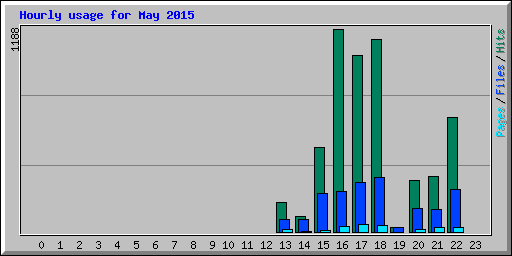 Hourly usage for May 2015
1188
Pages/Files/Hits
0 1 2 3 4 5 6 7 8 9 10 11 12 13 14 15 16 17 18 19 20 21 22 23